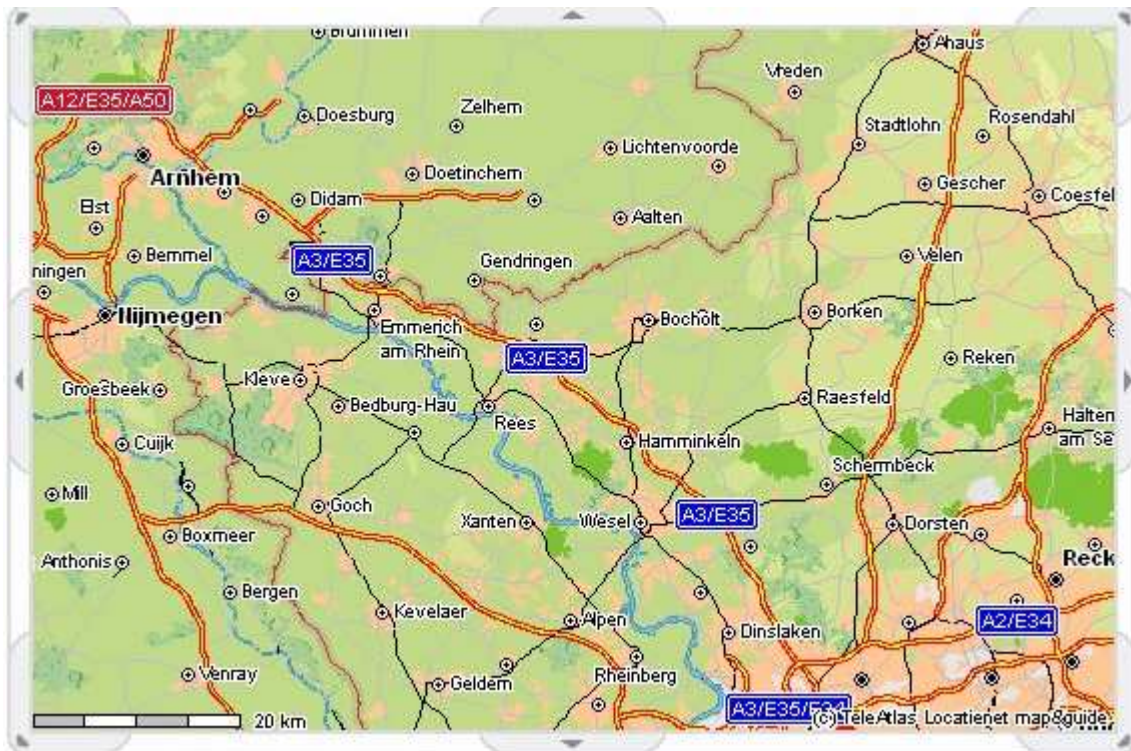 Brummen
Ahaus
Vreden
A12/E35/A50
Zelhem
Doesburg
Rosendahl
Stadtlohn
Lichtenvoorde
Arnhem
Doetinchem
Gescher
Didam
Coesfel
Elst
Aalten
Bemmel
A3/E35
Gendringen
Velen
ningen
Nijmegen
Emmerich
am Rhein
Bocholt
Borken
A3/E35
Reken
Groesbeek
Kleve
Bedburg-Hau
Raesfeld
Rees
Haltern
am Se
Cuijk
Hamminkeln
Schermbeck
Mill
Goch
Xanten
Wesel
A3/E35
Dorsten
Boxmeer
Anthonis
Reck
Bergen
Kevelaer
Alpen
A2/E34
Dinslaken
Venray
Geldern
Rheinberg
A3/E35/E34
20 km
(c) TeleAtlas, Locatienet map&guide